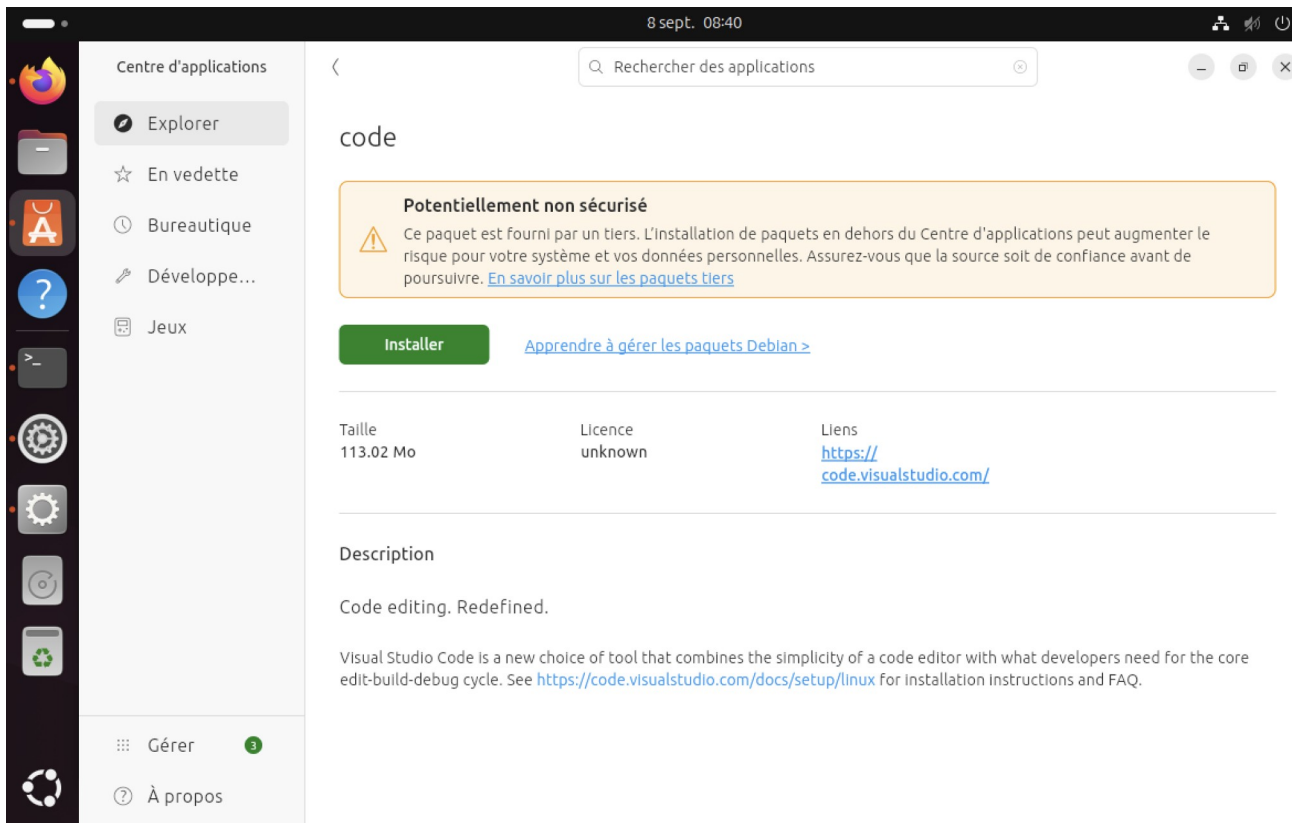 8 sept. 08:40
Centre d'applications
Rechercher des applications
Explorer
En vedette
Bureautique
Développe...
Jeux
code
Potentiellement non sécurisé
Ce paquet est fourni par un tiers. L'installation de paquets en dehors du Centre d'applications peut augmenter le
risque pour votre système et vos données personnelles. Assurez-vous que la source soit de confiance avant de
poursuivre. En savoir plus sur les paquets tiers
Installer
Apprendre à gérer les paquets Debian >
Taille
113.02 Mo
Licence
unknown
Liens
https://
code.visualstudio.com/
Description
Code editing. Redefined.
Visual Studio Code is a new choice of tool that combines the simplicity of a code editor with what developers need for the core
edit-build-debug cycle. See https://code.visualstudio.com/docs/setup/linux for installation instructions and FAQ.
Gérer
3
À propos